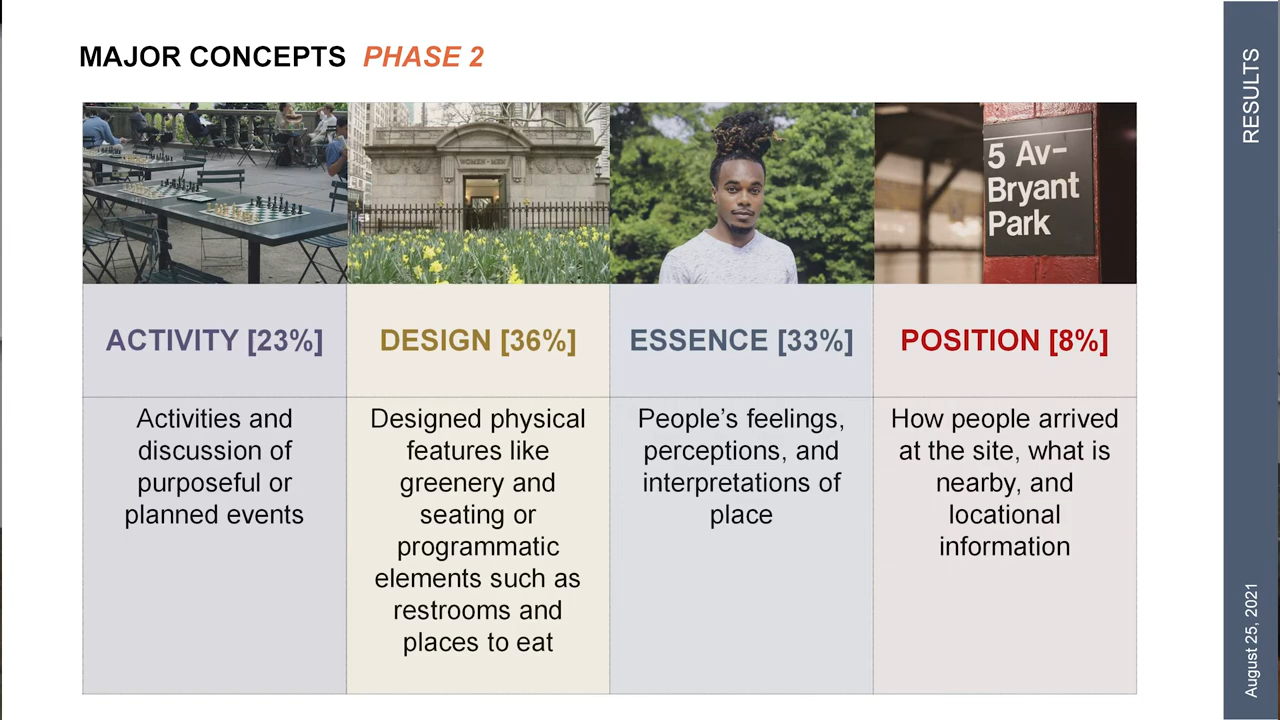 MAJOR CONCEPTS PHASE 2
WOMEN - MEN
5 Av-
Bryant
Park
ACTIVITY [23%]
Activities and
discussion of
purposeful or
planned events
DESIGN [36%]
Designed physical
features like
greenery and
seating or
programmatic
elements such as
restrooms and
places to eat
ESSENCE [33%]
People’s feelings,
perceptions, and
interpretations of
place
POSITION [8%]
How people arrived
at the site, what is
nearby, and
locational
information
RESULTS
August 25, 2021